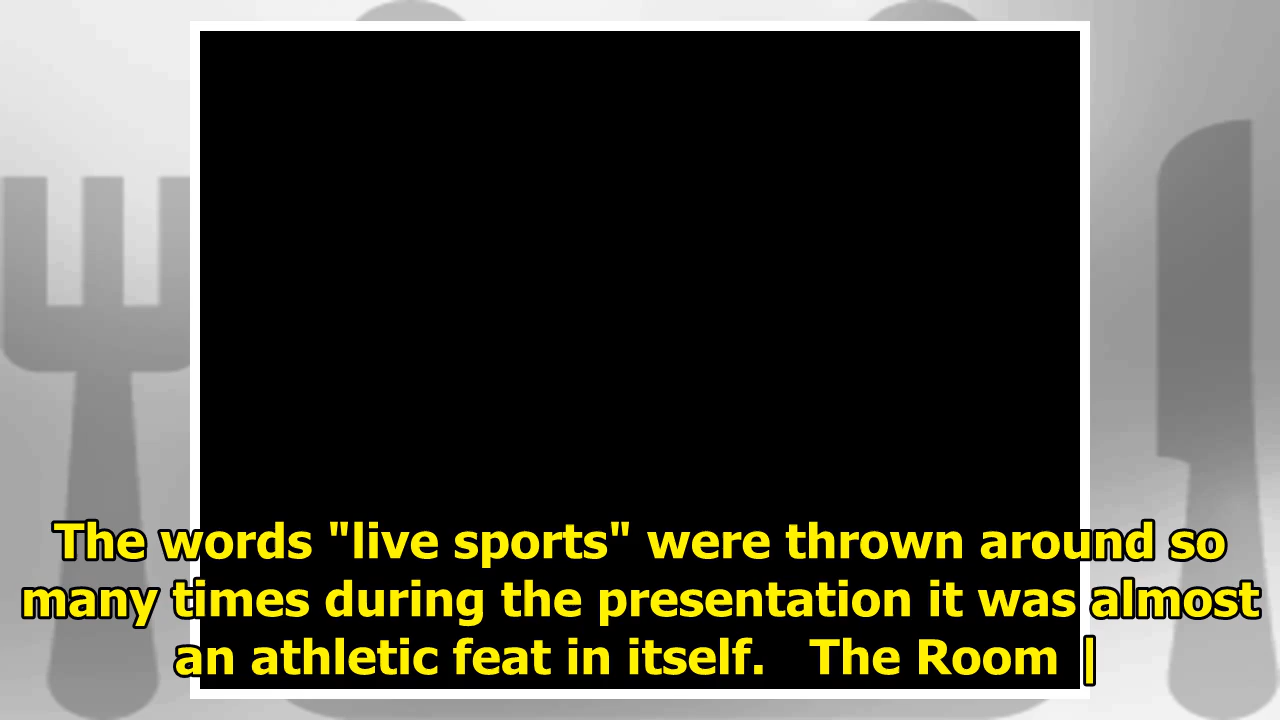 The words "live sports" were thrown around so
many times during the presentation it was almost
an athletic feat in itself.   The Room |